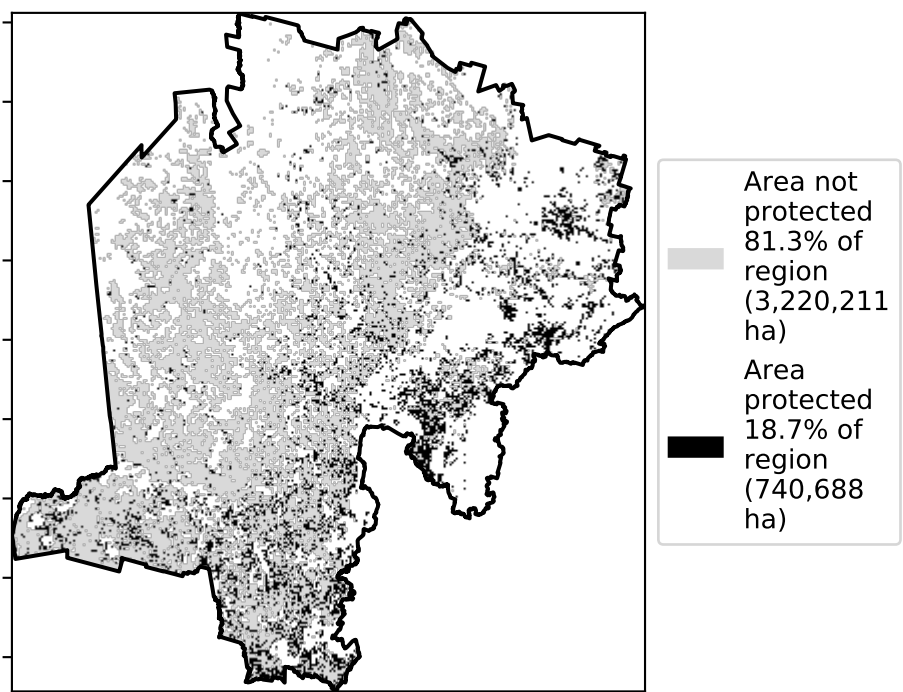 Area not
protected
81.3% of
region
(3,220,211
ha)
Area
protected
18.7% of
region
(740,688
ha)